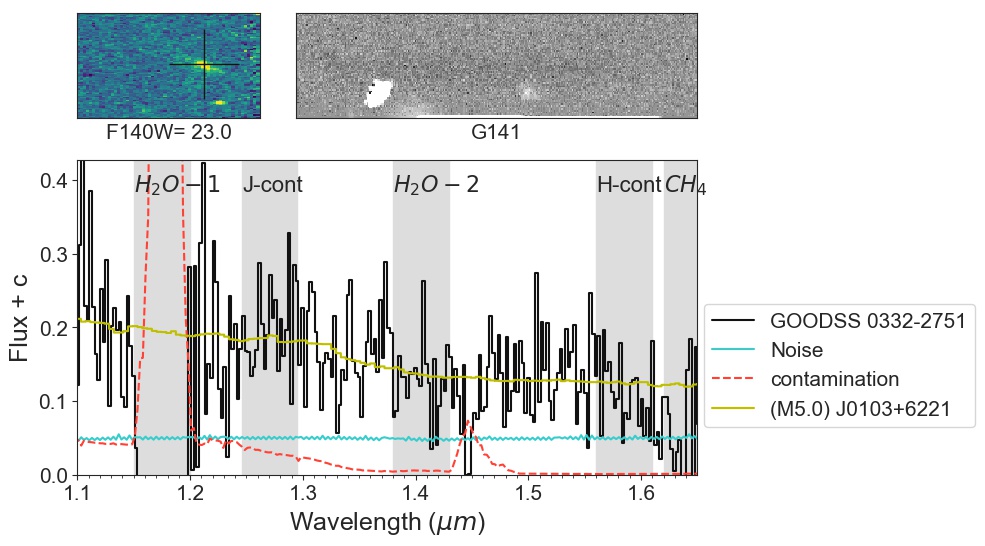 F140W= 23.0
G141
H2O − 1
J-cont
H2O − 2
H-cont
CH4
0.4
0.3
0.2
0.1
0.0
Flux + c
1.1
1.2
1.3
1.4
1.5
1.6
Wavelength (μm)
GOODSS 0332-2751
Noise
contamination
(M5.0) J0103+6221